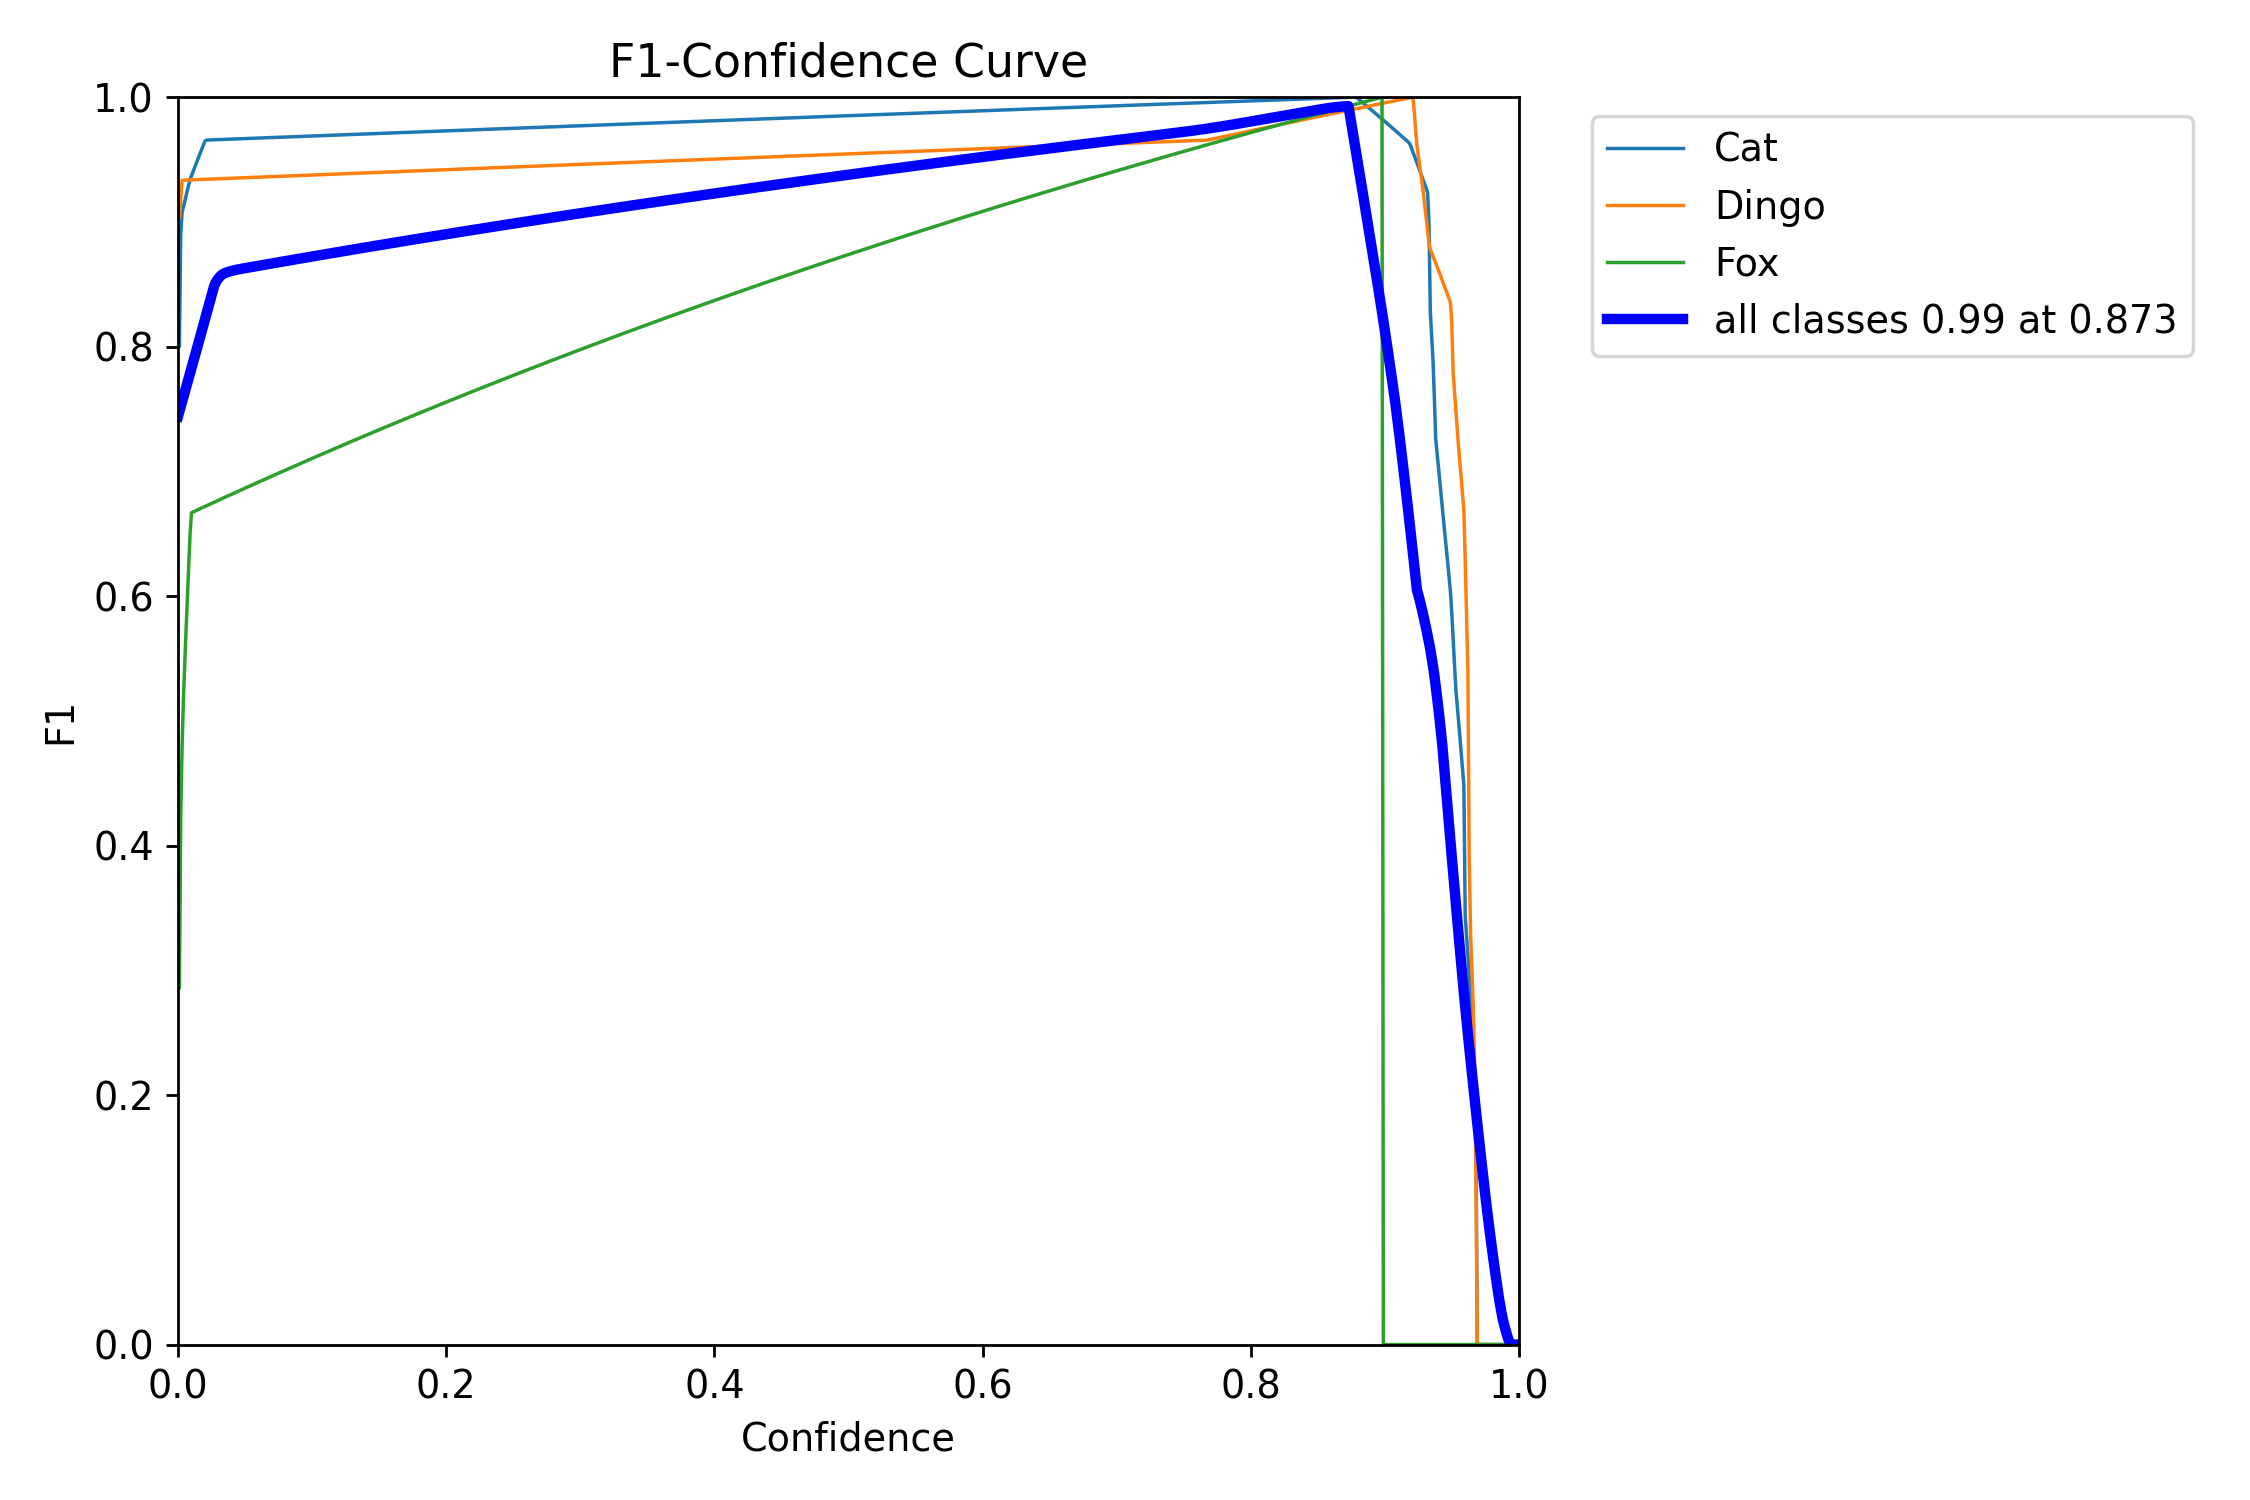 F1-Confidence Curve
1.0
0.8
0.6
0.4
0.2
0.0
F1
0.0 0.2 0.4 0.6 0.8 1.0
Confidence
Cat
Dingo
Fox
all classes 0.99 at 0.873